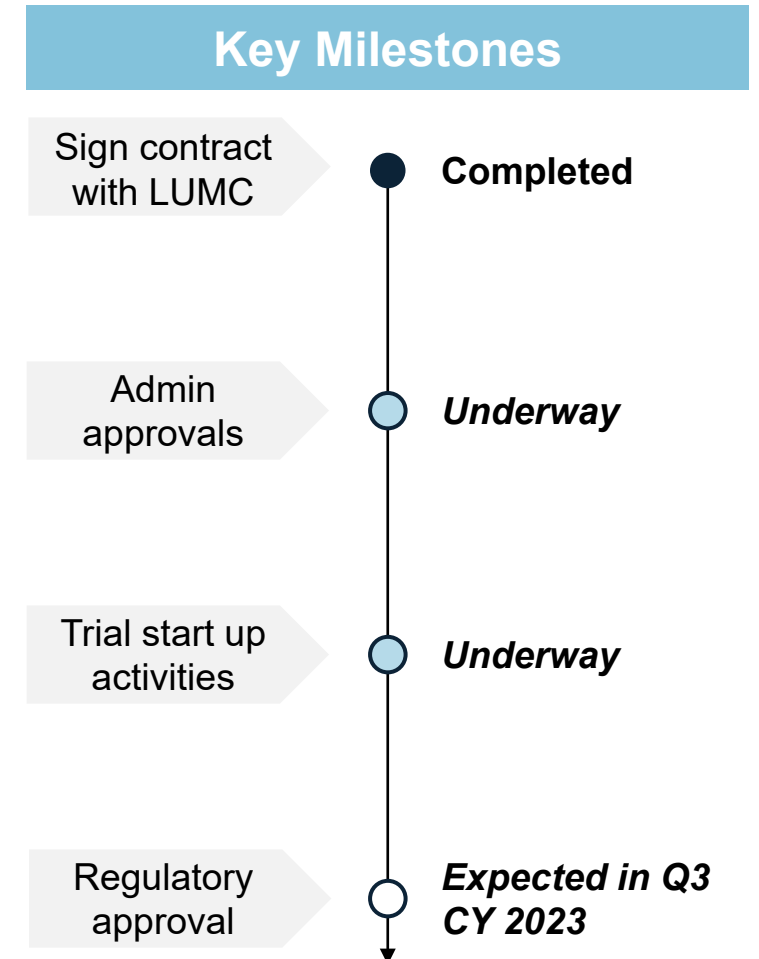 Key Milestones
Sign contract
with LUMC
Completed
Admin
approvals
Underway
Trial start up
activities
Underway
Regulatory
approval
Expected in Q3
CY 2023